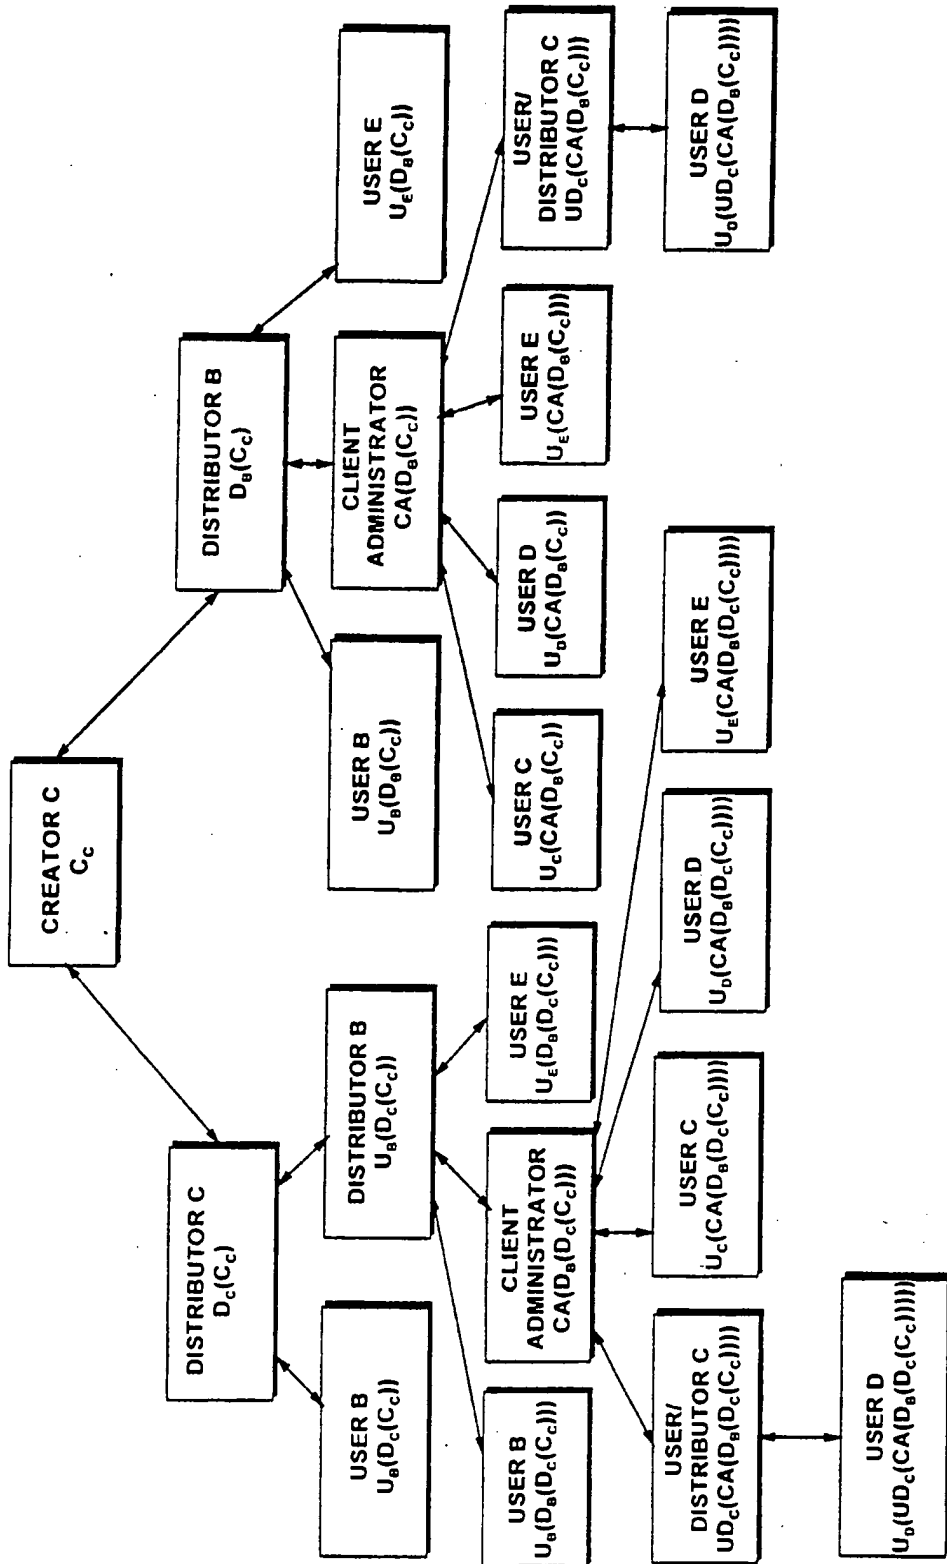 CREATOR C
C_C
DISTRIBUTOR C
D_C(C_C)
DISTRIBUTOR B
D_B(C_C)
USER B
U_B(D_C(C_C))
DISTRIBUTOR B
U_B(D_C(C_C))
USER B
U_B(D_B(C_C))
CLIENT
ADMINISTRATOR
CA(D_B(C_C))
USER E
U_E(D_B(C_C))
USER B
U_B(D_B(D_C(C_C)))
CLIENT
ADMINISTRATOR
CA(D_B(D_C(C_C)))
USER E
U_E(D_B(D_C(C_C)))
USER C
U_C(CA(D_B(C_C)))
USER D
U_D(CA(D_B(C_C))
USER E
U_E(CA(D_B(C_C))))
USER/
DISTRIBUTOR C
UD_C(CA(D_B(C_C)))
USER/
DISTRIBUTOR C
UD_C(CA(D_B(D_C(C_C))))
USER C
U_C(CA(D_B(D_C(C_C))))
USER D
U_D(CA(D_B(D_C(C_C))))
USER E
U_E(CA(D_B(D_C(C_C))))
USER D
U_D(UD_C(CA(D_B(C_C))))
USER D
U_D(UD_C(CA(D_B(D_C(C_C)))))